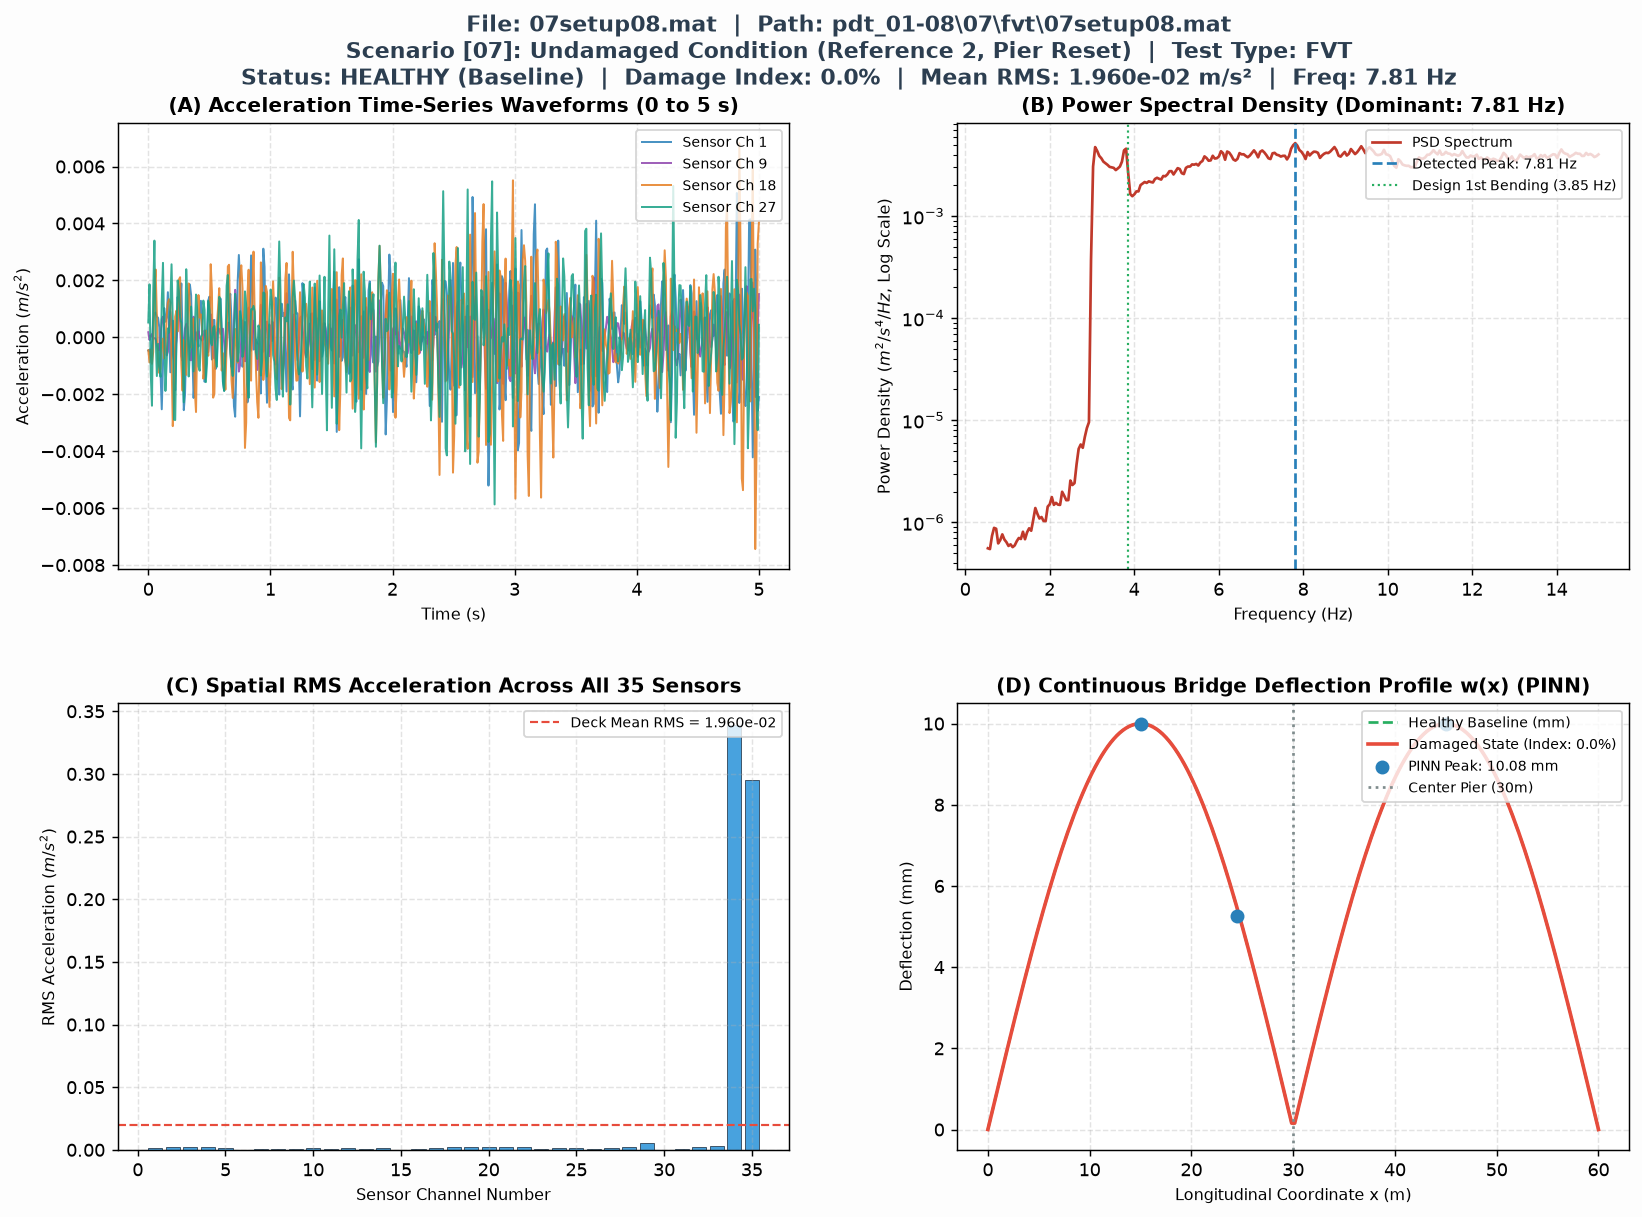 File: 07setup08.mat | Path: pdt_01-08\07\fvt\07setup08.mat
Scenario [07]: Undamaged Condition (Reference 2, Pier Reset) | Test Type: FVT
Status: HEALTHY (Baseline) | Damage Index: 0.0% | Mean RMS: 1.960e-02 m/s² | Freq: 7.81 Hz
(A) Acceleration Time-Series Waveforms (0 to 5 s)
Sensor Ch 1
Sensor Ch 9
Sensor Ch 18
Sensor Ch 27
0.006
0.004
0.002
0.000
−0.002
−0.004
−0.006
−0.008
Acceleration (m/s²)
0 1 2 3 4 5
Time (s)
(B) Power Spectral Density (Dominant: 7.81 Hz)
PSD Spectrum
Detected Peak: 7.81 Hz
Design 1st Bending (3.85 Hz)
10⁻³
10⁻⁴
10⁻⁵
10⁻⁶
Power Density (m²/s⁴/Hz, Log Scale)
0 2 4 6 8 10 12 14
Frequency (Hz)
(C) Spatial RMS Acceleration Across All 35 Sensors
Deck Mean RMS = 1.960e-02
0.35
0.30
0.25
0.20
0.15
0.10
0.05
0.00
RMS Acceleration (m/s²)
0 5 10 15 20 25 30 35
Sensor Channel Number
(D) Continuous Bridge Deflection Profile w(x) (PINN)
Healthy Baseline (mm)
Damaged State (Index: 0.0%)
PINN Peak: 10.08 mm
Center Pier (30m)
10
8
6
4
2
0
Deflection (mm)
0 10 20 30 40 50 60
Longitudinal Coordinate x (m)